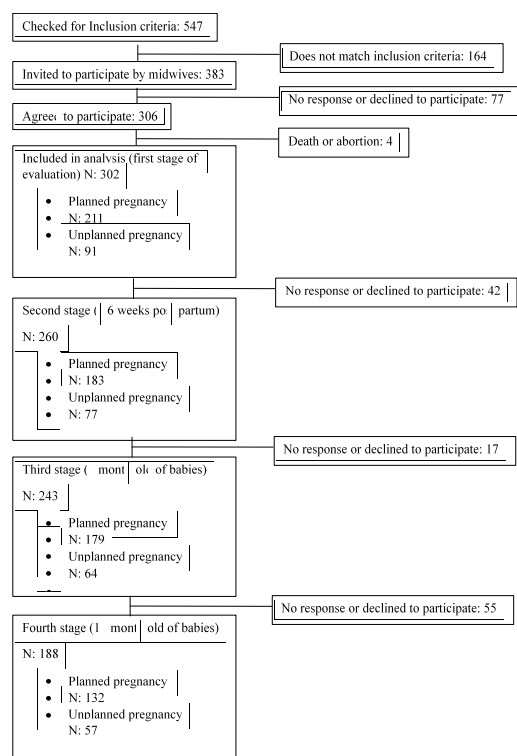 Checked for Inclusion criteria: 547
Does not match inclusion criteria: 164
Invited to participate by midwives: 383
No response or declined to participate: 77
Agree to participate: 306
Death or abortion: 4
Included in analysis (first stage of
evaluation) N: 302
• Planned pregnancy
• N: 211
• Unplanned pregnancy
N: 91
No response or declined to participate: 42
Second stage ( 6 weeks po partum)
N: 260
• Planned pregnancy
• N: 183
• Unplanned pregnancy
• N: 77
No response or declined to participate: 17
Third stage ( mont old of babies)
N: 243
• Planned pregnancy
• N: 179
• Unplanned pregnancy
• N: 64
No response or declined to participate: 55
Fourth stage (1 mont old of babies)
N: 188
• Planned pregnancy
• N: 132
• Unplanned pregnancy
N: 57